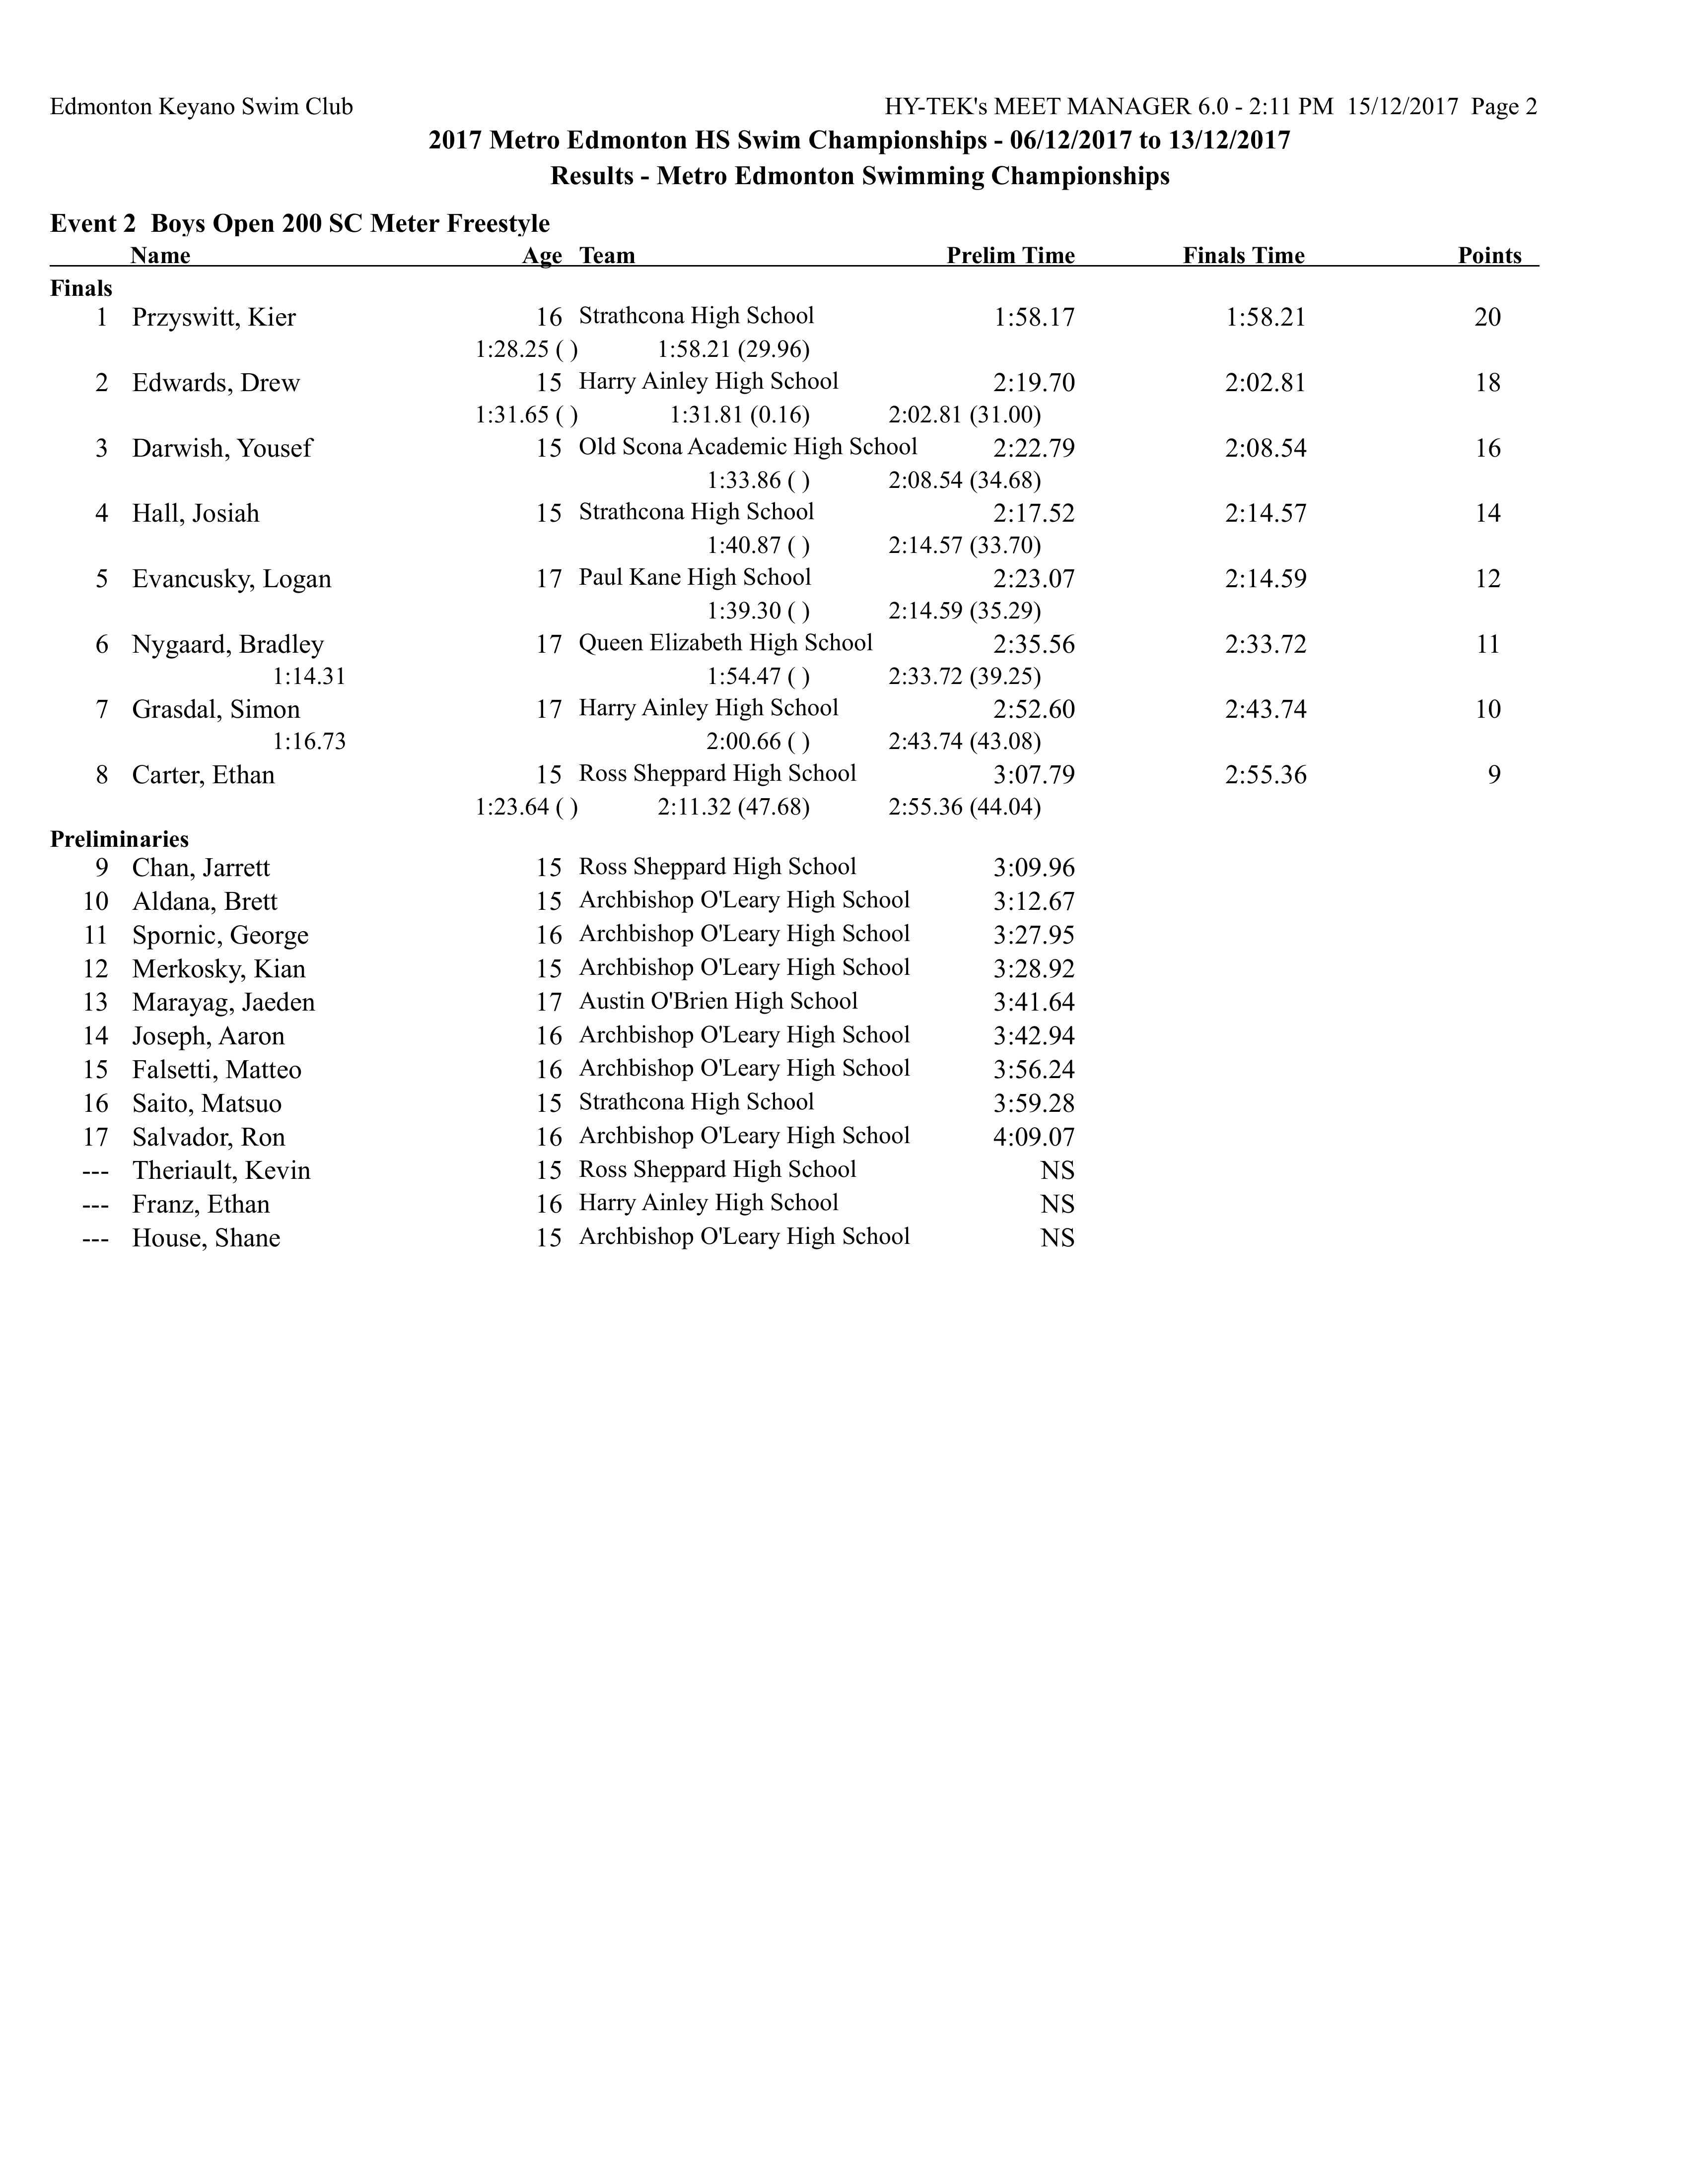 Edmonton Keyano Swim Club HY-TEK's MEET MANAGER 6.0 - 2:11 PM 15/12/2017 Page 2
2017 Metro Edmonton HS Swim Championships - 06/12/2017 to 13/12/2017
Results - Metro Edmonton Swimming Championships
Event 2 Boys Open 200 SC Meter Freestyle
Name Age Team Prelim Time Finals Time Points
Finals
1 Przyswitt, Kier 16 Strathcona High School 1:58.17 1:58.21 20
1:28.25 ( ) 1:58.21 (29.96)
2 Edwards, Drew 15 Harry Ainley High School 2:19.70 2:02.81 18
1:31.65 ( ) 1:31.81 (0.16) 2:02.81 (31.00)
3 Darwish, Yousef 15 Old Scona Academic High School 2:22.79 2:08.54 16
1:33.86 ( ) 2:08.54 (34.68)
4 Hall, Josiah 15 Strathcona High School 2:17.52 2:14.57 14
1:40.87 ( ) 2:14.57 (33.70)
5 Evancusky, Logan 17 Paul Kane High School 2:23.07 2:14.59 12
1:39.30 ( ) 2:14.59 (35.29)
6 Nygaard, Bradley 17 Queen Elizabeth High School 2:35.56 2:33.72 11
1:14.31 1:54.47 ( ) 2:33.72 (39.25)
7 Grasdal, Simon 17 Harry Ainley High School 2:52.60 2:43.74 10
1:16.73 2:00.66 ( ) 2:43.74 (43.08)
8 Carter, Ethan 15 Ross Sheppard High School 3:07.79 2:55.36 9
1:23.64 ( ) 2:11.32 (47.68) 2:55.36 (44.04)
Preliminaries
9 Chan, Jarrett 15 Ross Sheppard High School 3:09.96
10 Aldana, Brett 15 Archbishop O'Leary High School 3:12.67
11 Spornic, George 16 Archbishop O'Leary High School 3:27.95
12 Merkosky, Kian 15 Archbishop O'Leary High School 3:28.92
13 Marayag, Jaeden 17 Austin O'Brien High School 3:41.64
14 Joseph, Aaron 16 Archbishop O'Leary High School 3:42.94
15 Falsetti, Matteo 16 Archbishop O'Leary High School 3:56.24
16 Saito, Matsuo 15 Strathcona High School 3:59.28
17 Salvador, Ron 16 Archbishop O'Leary High School 4:09.07
--- Theriault, Kevin 15 Ross Sheppard High School NS
--- Franz, Ethan 16 Harry Ainley High School NS
--- House, Shane 15 Archbishop O'Leary High School NS